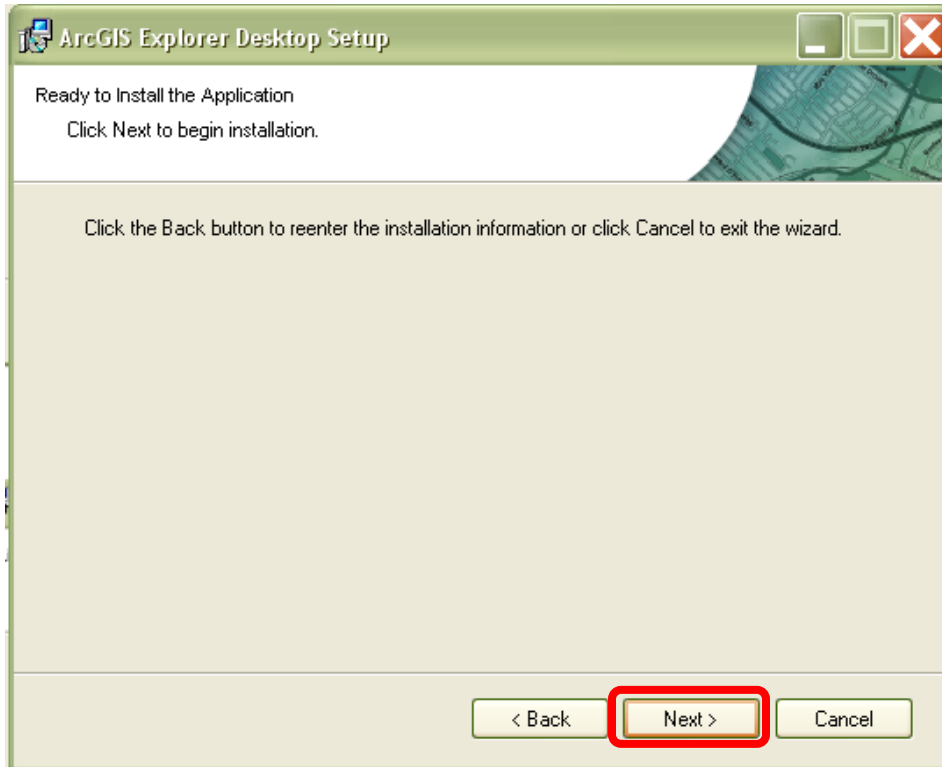 ArcGIS Explorer Desktop Setup
Ready to Install the Application
Click Next to begin installation.
Click the Back button to reenter the installation information or click Cancel to exit the wizard.
< Back
Next >
Cancel